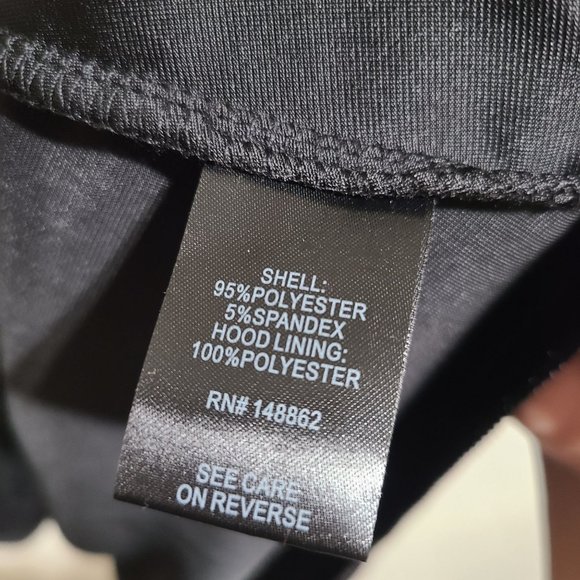 SHELL:
95%POLYESTER
5%SPANDEX
HOOD LINING:
100%POLYESTER
RN# 148862
SEE CARE
ON REVERSE